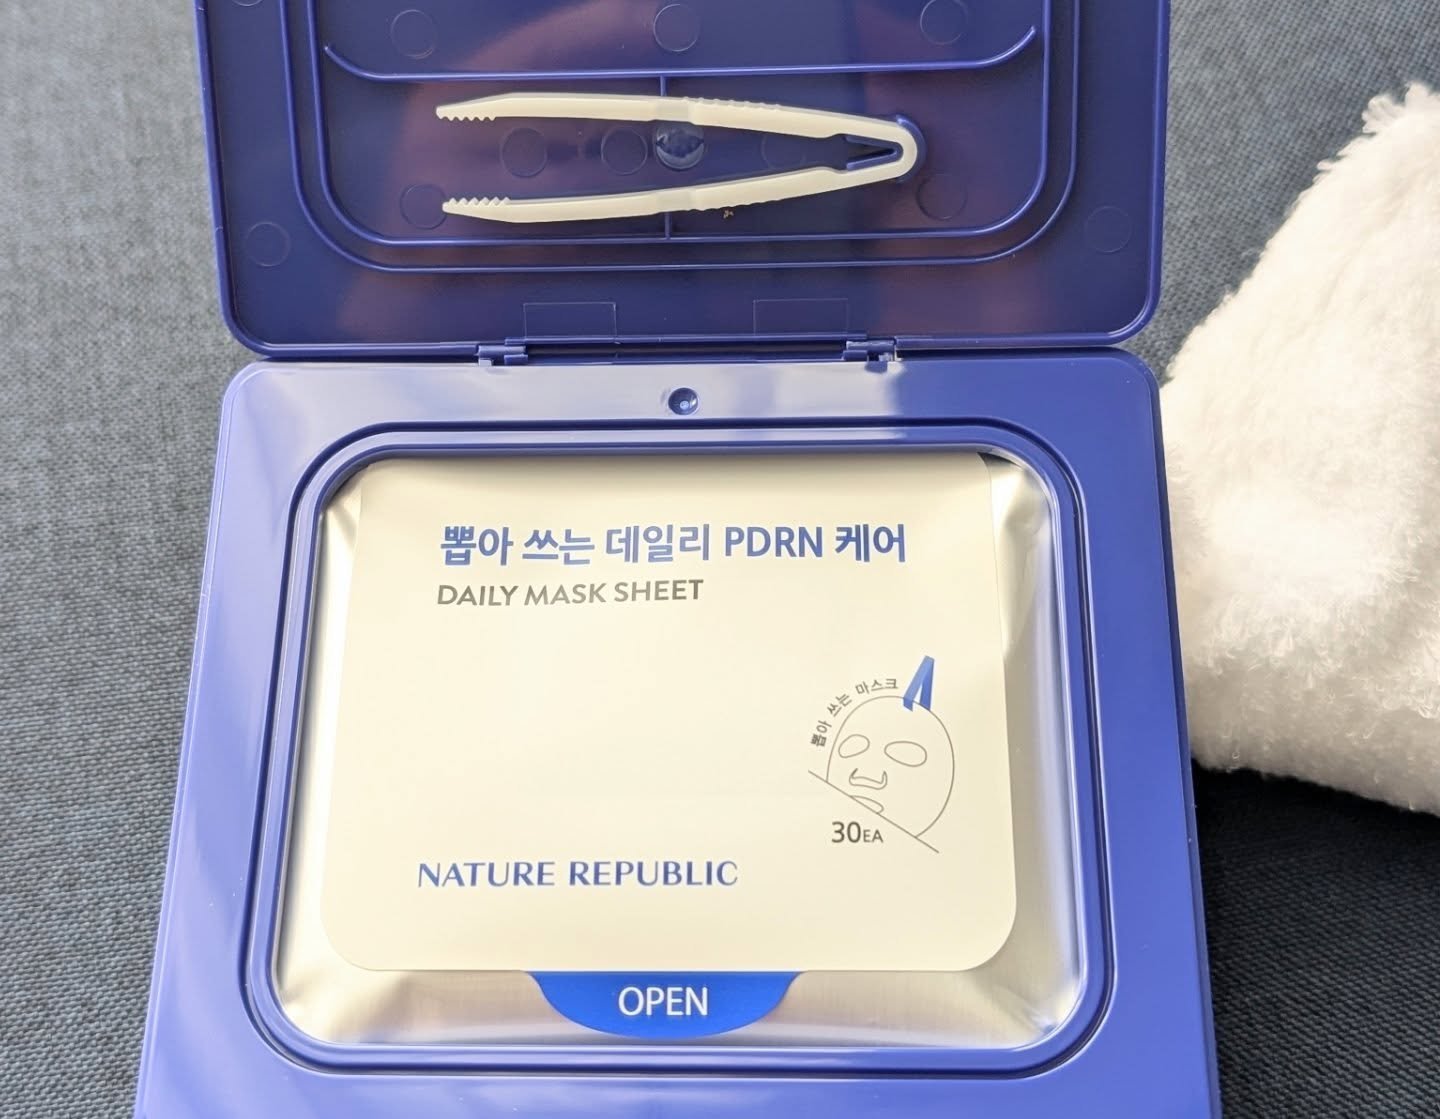 뽑아 쓰는 데일리 PDRN 케어
DAILY MASK SHEET
뽑아 쓰는 마스크
30EA
NATURE REPUBLIC
OPEN